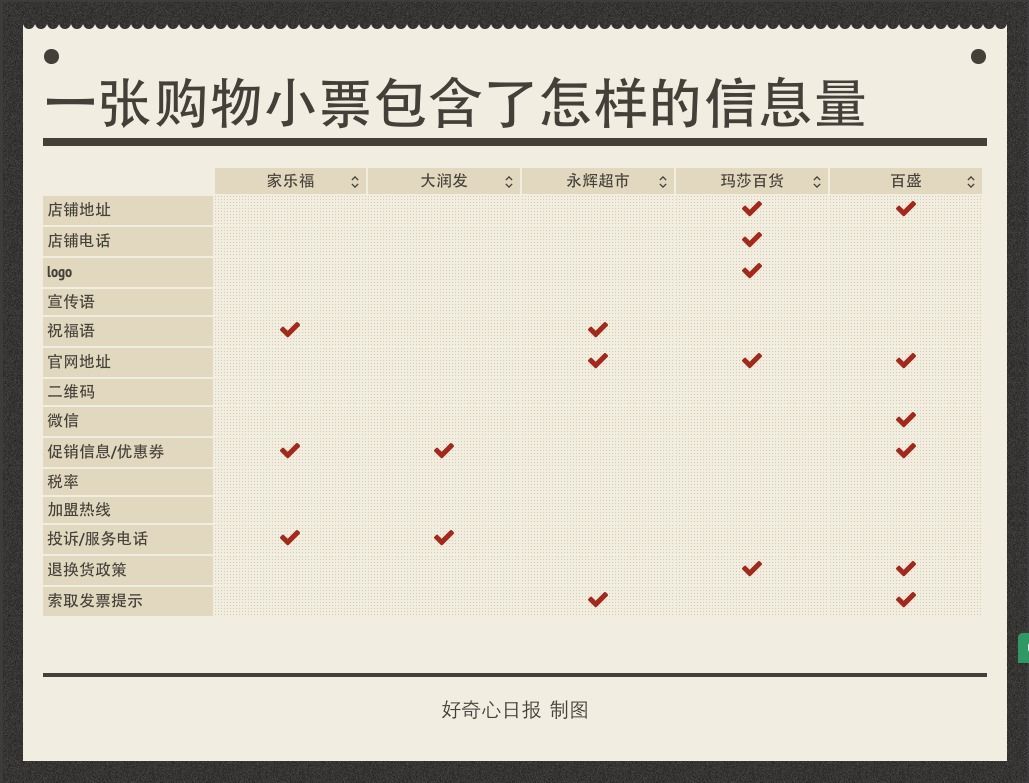 一张购物小票包含了怎样的信息量
家乐福 大润发 永辉超市 玛莎百货 百盛
店铺地址 ✔ ✔
店铺电话 ✔
logo ✔
宣传语
祝福语 ✔ ✔
官网地址 ✔ ✔ ✔
二维码
微信 ✔
促销信息/优惠券 ✔ ✔ ✔
税率
加盟热线
投诉/服务电话 ✔ ✔
退换货政策 ✔ ✔
索取发票提示 ✔ ✔
好奇心日报 制图